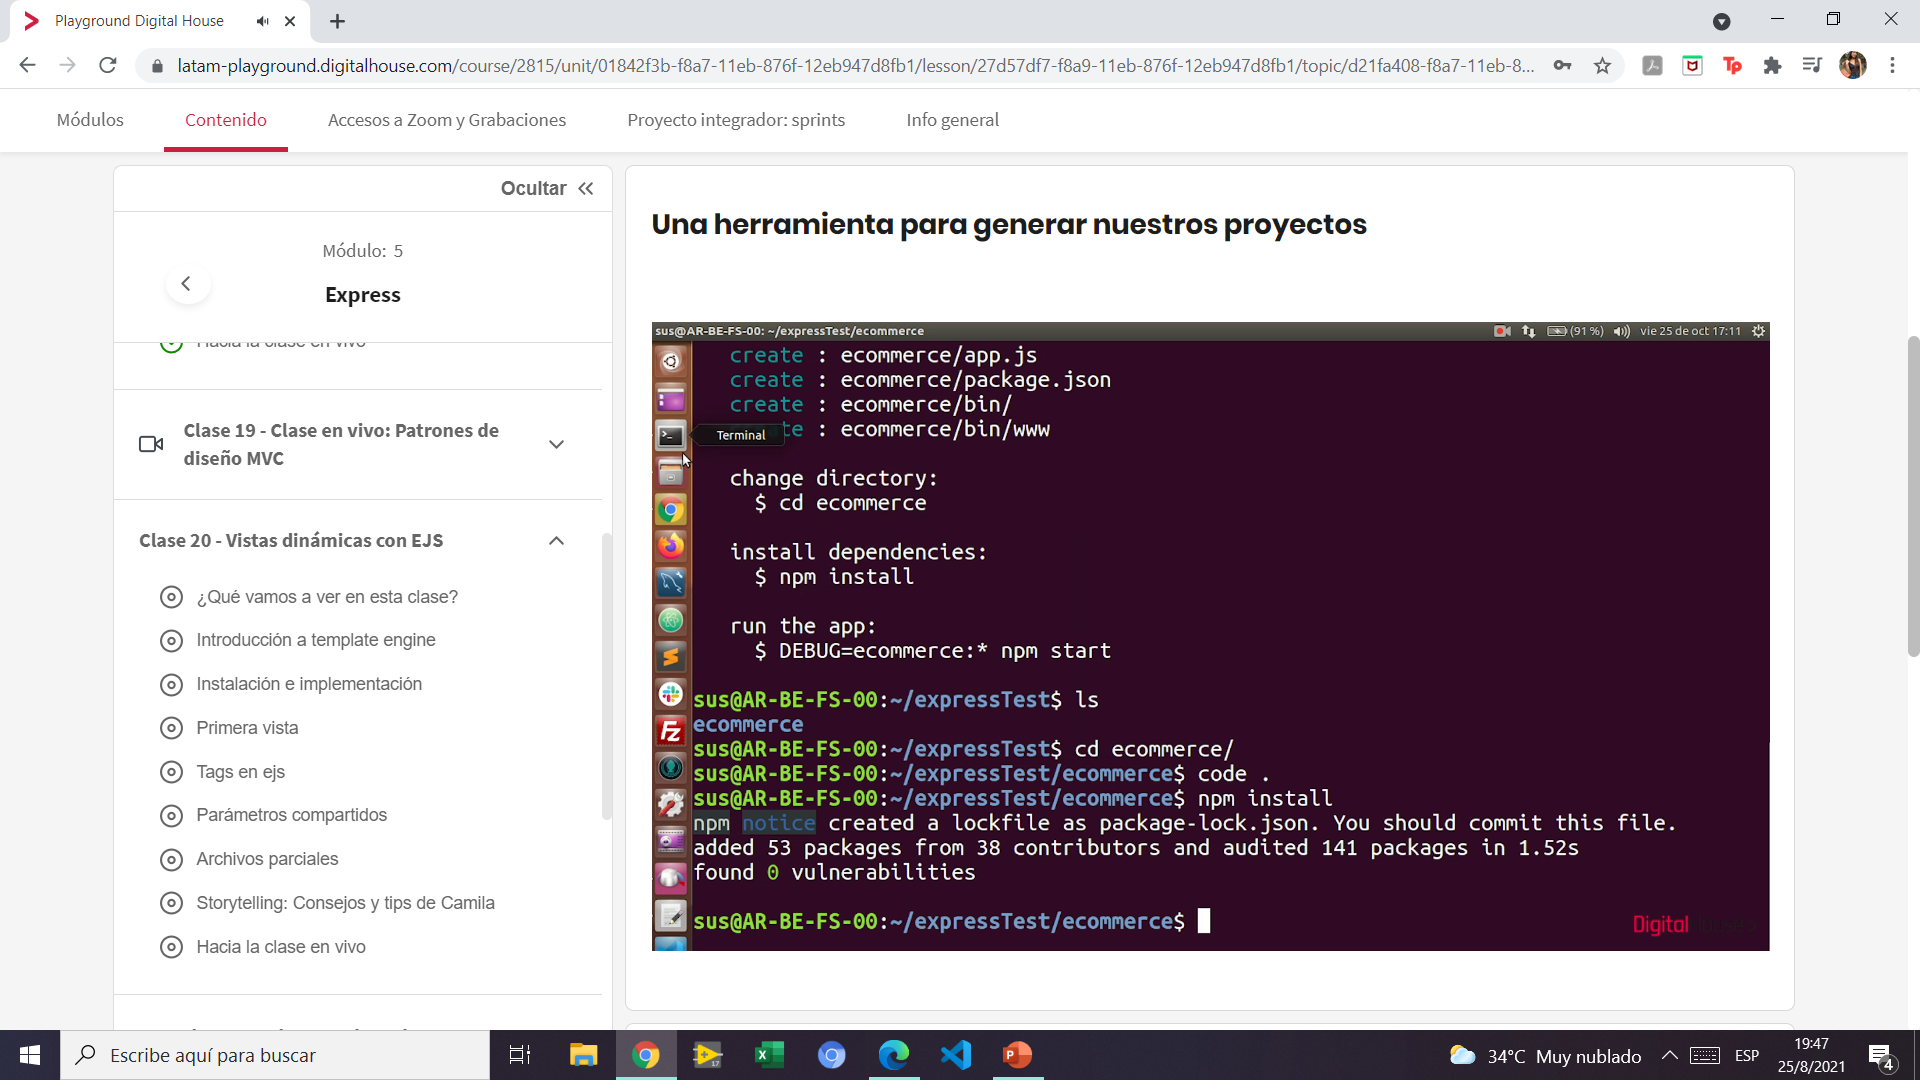 Playground Digital House
latam-playground.digitalhouse.com/course/2815/unit/01842f3b-f8a7-11eb-876f-12eb947d8fb1/lesson/27d57df7-f8a9-11eb-876f-12eb947d8fb1/topic/d21fa408-f8a7-11eb-8...
Módulos
Contenido
Accesos a Zoom y Grabaciones
Proyecto integrador: sprints
Info general
Ocultar
Módulo: 5
Express
Hacia la clase en vivo
Clase 19 - Clase en vivo: Patrones de
diseño MVC
Clase 20 - Vistas dinámicas con EJS
¿Qué vamos a ver en esta clase?
Introducción a template engine
Instalación e implementación
Primera vista
Tags en ejs
Parámetros compartidos
Archivos parciales
Storytelling: Consejos y tips de Camila
Hacia la clase en vivo
Una herramienta para generar nuestros proyectos
sus@AR-BE-FS-00: ~/expressTest/ecommerce
(91 %)
vie 25 de oct 17:11
create : ecommerce/app.js
create : ecommerce/package.json
create : ecommerce/bin/
te : ecommerce/bin/www
Terminal
change directory:
$ cd ecommerce
install dependencies:
$ npm install
run the app:
$ DEBUG=ecommerce:* npm start
sus@AR-BE-FS-00:~/expressTest$ ls
ecommerce
sus@AR-BE-FS-00:~/expressTest$ cd ecommerce/
sus@AR-BE-FS-00:~/expressTest/ecommerce$ code .
sus@AR-BE-FS-00:~/expressTest/ecommerce$ npm install
npm notice created a lockfile as package-lock.json. You should commit this file.
added 53 packages from 38 contributors and audited 141 packages in 1.52s
found 0 vulnerabilities
sus@AR-BE-FS-00:~/expressTest/ecommerce$
Digital
Escribe aquí para buscar
34°C Muy nublado
ESP
19:47
25/8/2021
4